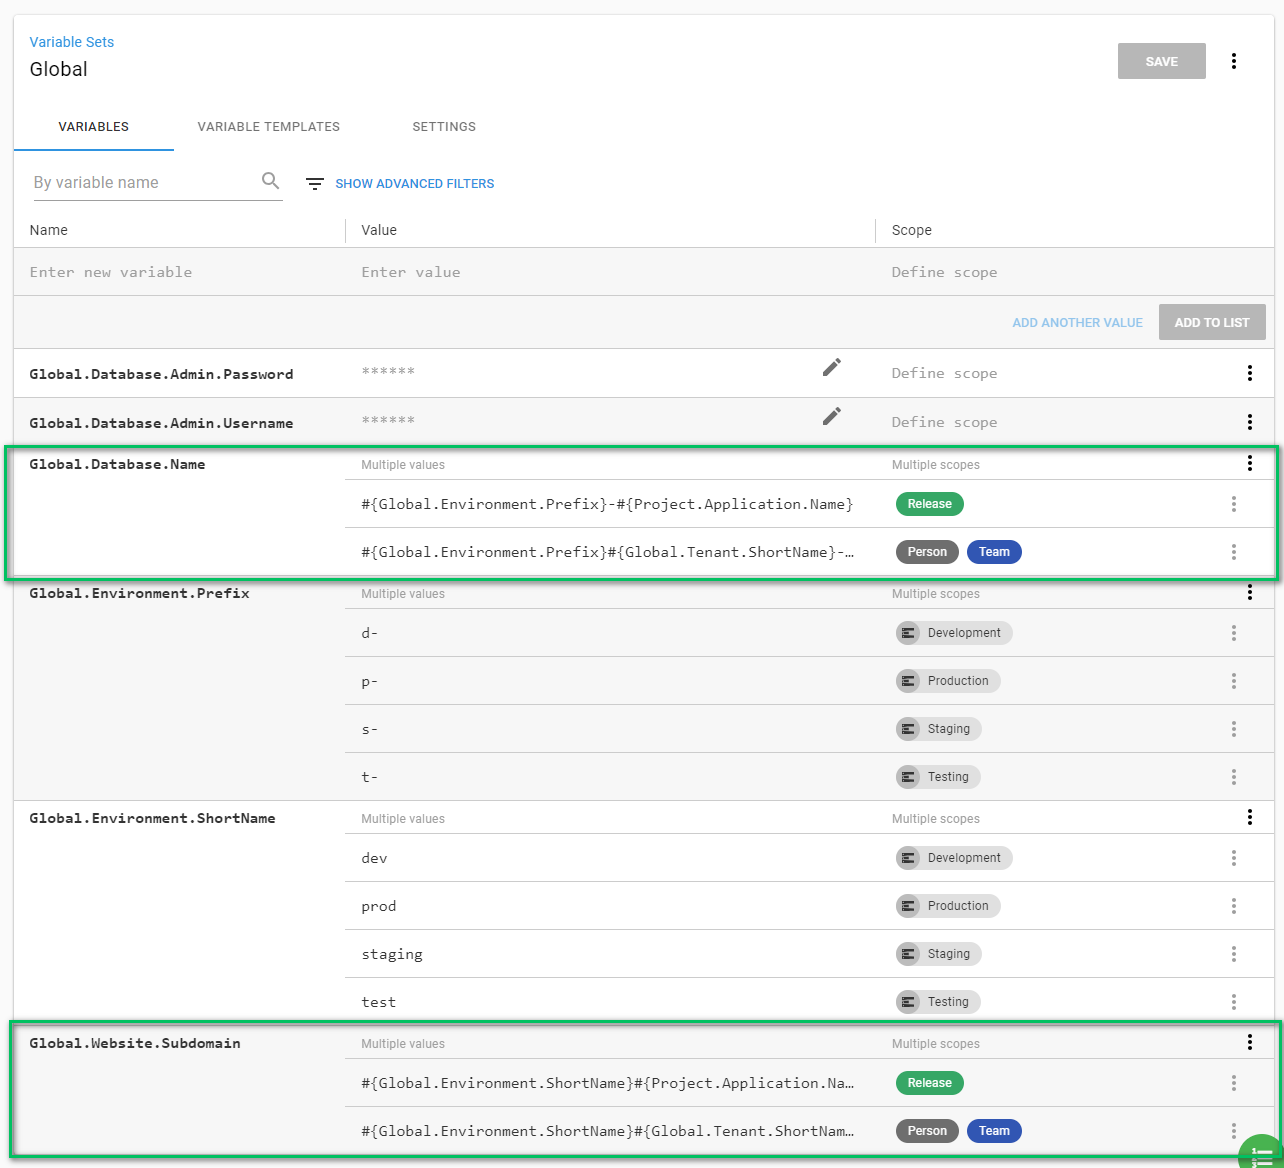 Variable Sets
Global
SAVE
VARIABLES VARIABLE TEMPLATES SETTINGS
By variable name SHOW ADVANCED FILTERS
Name Value Scope
Enter new variable Enter value Define scope
ADD ANOTHER VALUE ADD TO LIST
Global.Database.Admin.Password ****** Define scope
Global.Database.Admin.Username ****** Define scope
Global.Database.Name Multiple values Multiple scopes
#{Global.Environment.Prefix}-#{Project.Application.Name} Release
#{Global.Environment.Prefix}#{Global.Tenant.ShortName}-… Person Team
Global.Environment.Prefix Multiple values Multiple scopes
d- Development
p- Production
s- Staging
t- Testing
Global.Environment.ShortName Multiple values Multiple scopes
dev Development
prod Production
staging Staging
test Testing
Global.Website.Subdomain Multiple values Multiple scopes
#{Global.Environment.ShortName}#{Project.Application.Na… Release
#{Global.Environment.ShortName}#{Global.Tenant.ShortNam… Person Team